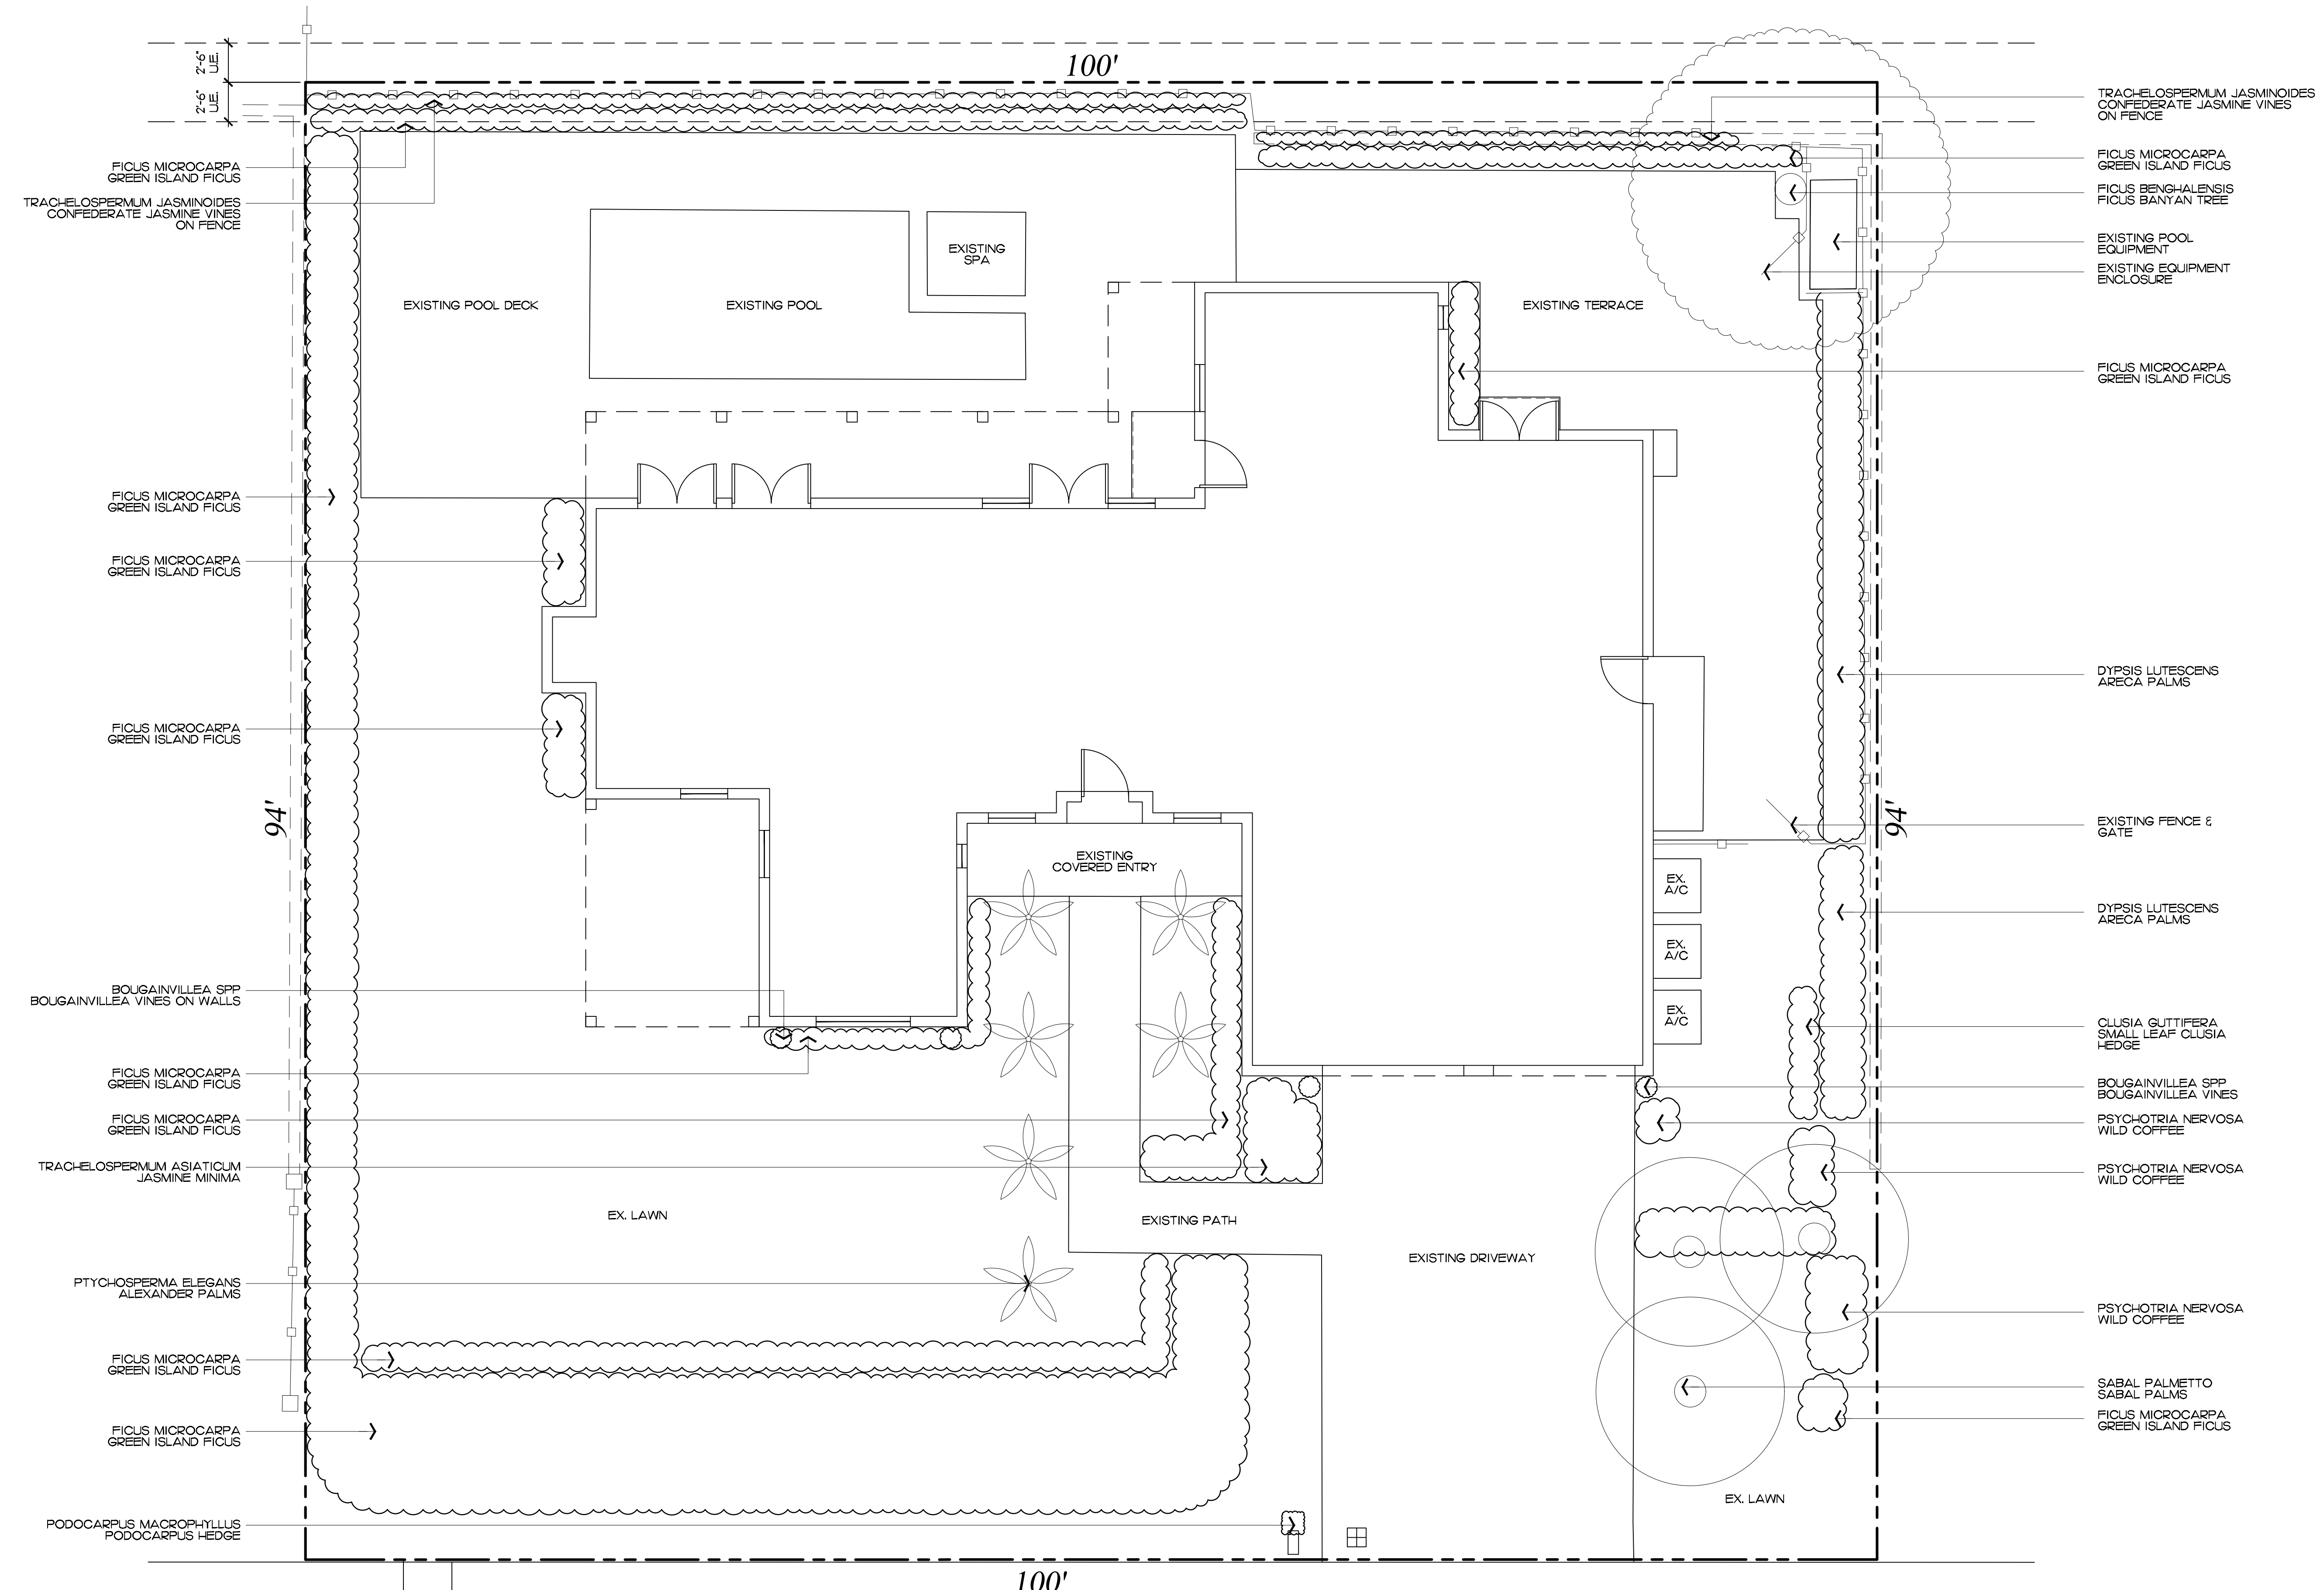 100'
2'-6"
U.E.
2'-6"
U.E.
FICUS MICROCARPA
GREEN ISLAND FICUS
TRACHELOSPERMUM JASMINOIDES
CONFEDERATE JASMINE VINES
ON FENCE
FICUS MICROCARPA
GREEN ISLAND FICUS
FICUS MICROCARPA
GREEN ISLAND FICUS
FICUS MICROCARPA
GREEN ISLAND FICUS
94'
BOUGAINVILLEA SPP
BOUGAINVILLEA VINES ON WALLS
FICUS MICROCARPA
GREEN ISLAND FICUS
FICUS MICROCARPA
GREEN ISLAND FICUS
TRACHELOSPERMUM ASIATICUM
JASMINE MINIMA
PTYCHOSPERMA ELEGANS
ALEXANDER PALMS
FICUS MICROCARPA
GREEN ISLAND FICUS
FICUS MICROCARPA
GREEN ISLAND FICUS
PODOCARPUS MACROPHYLLUS
PODOCARPUS HEDGE
EXISTING POOL DECK
EXISTING POOL
EXISTING
SPA
EXISTING TERRACE
EXISTING
COVERED ENTRY
EX.
A/C
EX.
A/C
EX.
A/C
EX. LAWN
EXISTING PATH
EXISTING DRIVEWAY
EX. LAWN
100'
TRACHELOSPERMUM JASMINOIDES
CONFEDERATE JASMINE VINES
ON FENCE
FICUS MICROCARPA
GREEN ISLAND FICUS
FICUS BENGHALENSIS
FICUS BANYAN TREE
EXISTING POOL
EQUIPMENT
EXISTING EQUIPMENT
ENCLOSURE
FICUS MICROCARPA
GREEN ISLAND FICUS
DYPSIS LUTESCENS
ARECA PALMS
94'
EXISTING FENCE &
GATE
DYPSIS LUTESCENS
ARECA PALMS
CLUSIA GUTTIFERA
SMALL LEAF CLUSIA
HEDGE
BOUGAINVILLEA SPP
BOUGAINVILLEA VINES
PSYCHOTRIA NERVOSA
WILD COFFEE
PSYCHOTRIA NERVOSA
WILD COFFEE
PSYCHOTRIA NERVOSA
WILD COFFEE
SABAL PALMETTO
SABAL PALMS
FICUS MICROCARPA
GREEN ISLAND FICUS